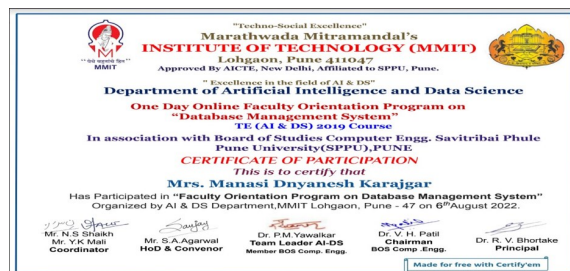 "Techno-Social Excellence"
Marathwada Mitramandal's
INSTITUTE OF TECHNOLOGY (MMIT)
Lohgaon, Pune 411047
Approved By AICTE, New Delhi, Affiliated to SPPU, Pune.
MMIT
" Excellence in the field of AI & DS"
Department of Artificial Intelligence and Data Science
One Day Online Faculty Orientation Program on
"Database Management System"
TE (AI & DS) 2019 Course
In association with Board of Studies Computer Engg. Savitribai Phule
Pune University(SPPU),PUNE
CERTIFICATE OF PARTICIPATION
This is to certify that
Mrs. Manasi Dnyanesh Karajgar
Has Participated in "Faculty Orientation Program on Database Management System"
Organized by AI & DS Department,MMIT Lohgaon, Pune - 47 on 6th August 2022.
Mr. N.S Shaikh
Mr. Y.K Mali
Coordinator
Mr. S.A.Agarwal
HoD & Convenor
Dr. P.M.Yawalkar
Team Leader AI-DS
Member BOS Comp .Engg.
Dr. V. H. Patil
Chairman
BOS Comp .Engg.
Dr. R. V. Bhortake
Principal
Made for free with Certify'em